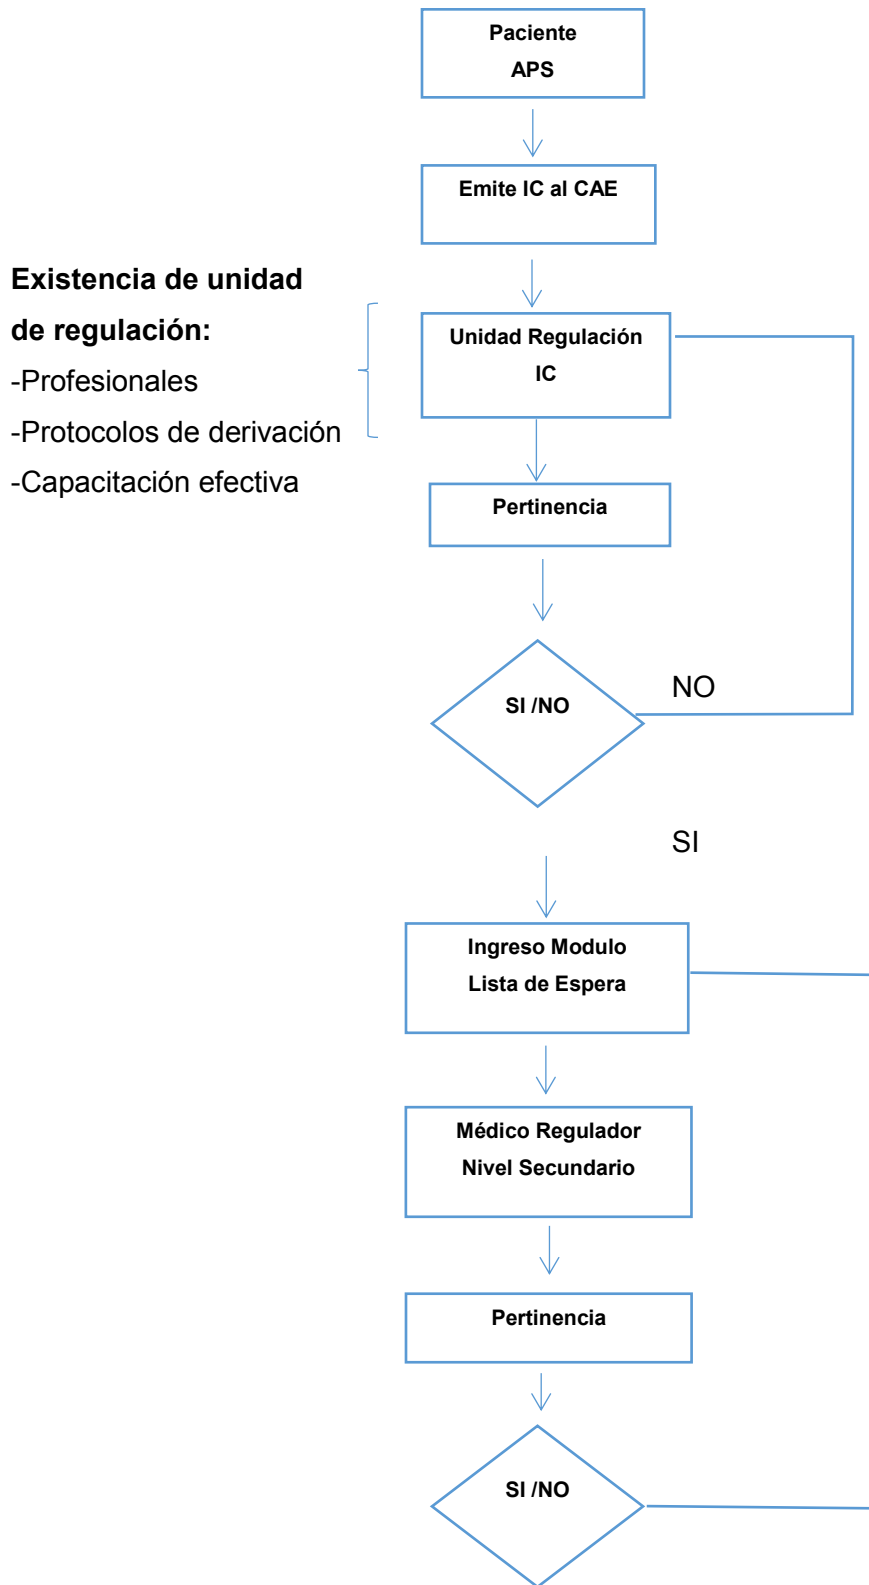 Paciente
APS
Emite IC al CAE
Existencia de unidad
de regulación:
-Profesionales
-Protocolos de derivación
-Capacitación efectiva
Unidad Regulación
IC
Pertinencia
SI /NO
NO
SI
Ingreso Modulo
Lista de Espera
Médico Regulador
Nivel Secundario
Pertinencia
SI /NO